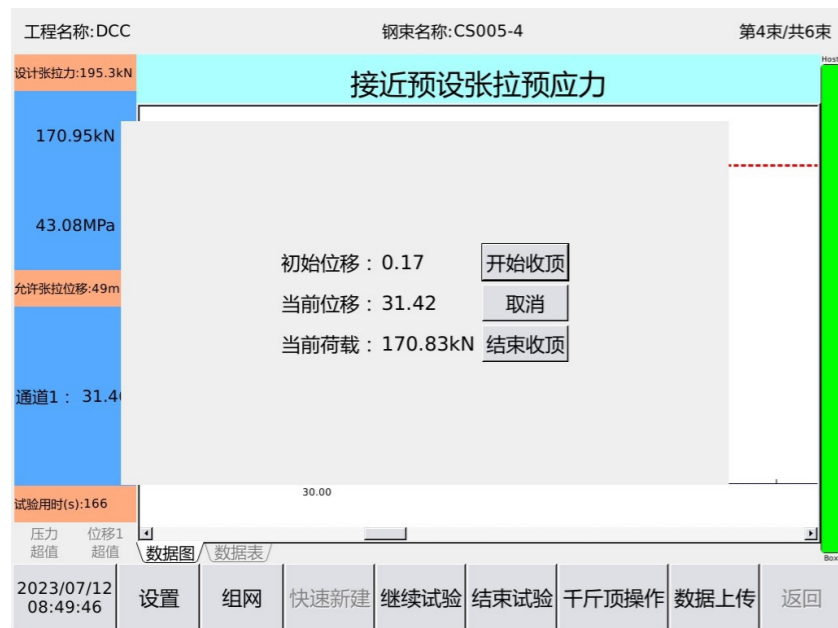 工程名称:DCC
钢束名称:CS005-4
第4束/共6束
设计张拉力:195.3kN
接近预设张拉预应力
Host
170.95kN
43.08MPa
初始位移：0.17
开始收顶
允许张拉位移:49m
当前位移：31.42
取消
当前荷载：170.83kN
结束收顶
通道1： 31.4
试验用时(s):166
30.00
压力 位移1
超值 超值
数据图
数据表
Box
2023/07/12
08:49:46
设置
组网
快速新建
继续试验
结束试验
千斤顶操作
数据上传
返回